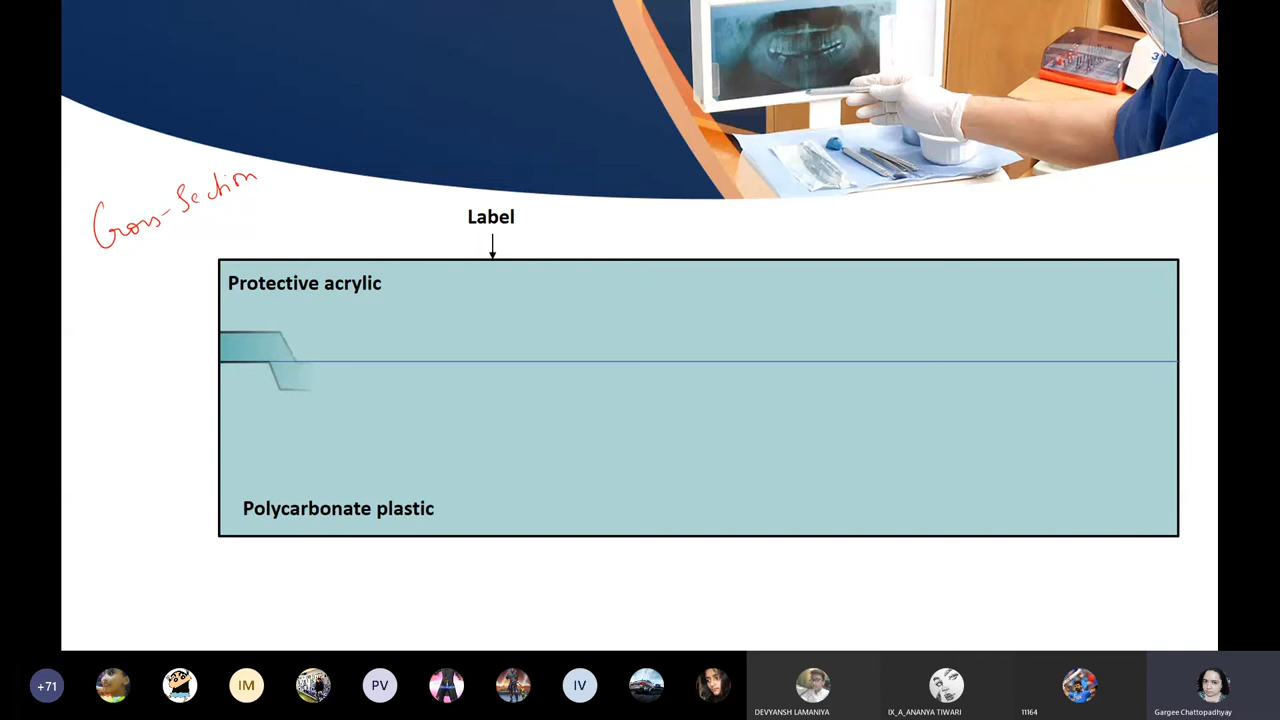 Cross-Section
Label
Protective acrylic
Polycarbonate plastic
+71
IM
PV
IV
DEVYANSH LAMANIYA
IX_A_ANANYA TIWARI
11164
Gargee Chattopadhyay